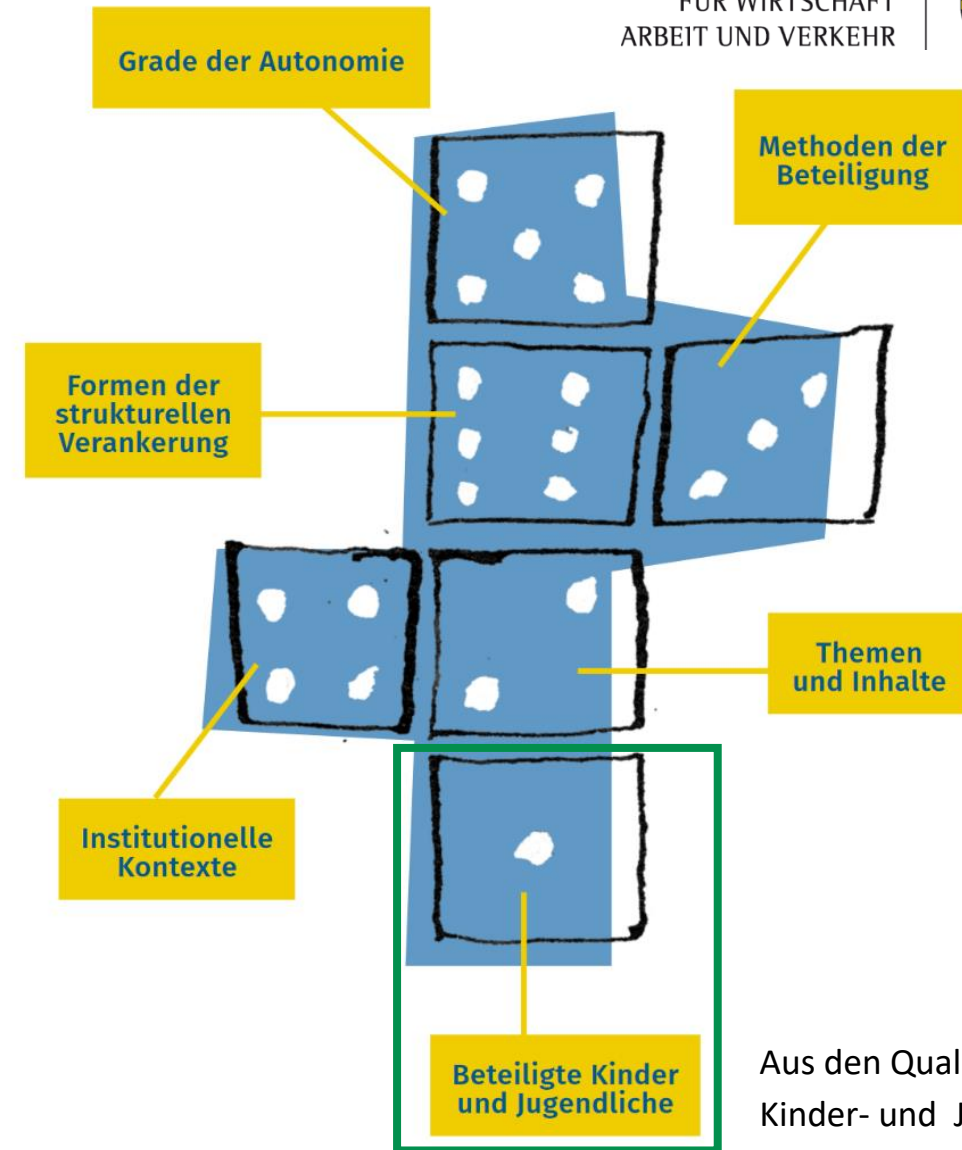 FÜR WIRTSCHAFT
ARBEIT UND VERKEHR
Grade der Autonomie
Methoden der
Beteiligung
Formen der
strukturellen
Verankerung
Themen
und Inhalte
Institutionelle
Kontexte
Beteiligte Kinder
und Jugendliche
Aus den Qual
Kinder- und J